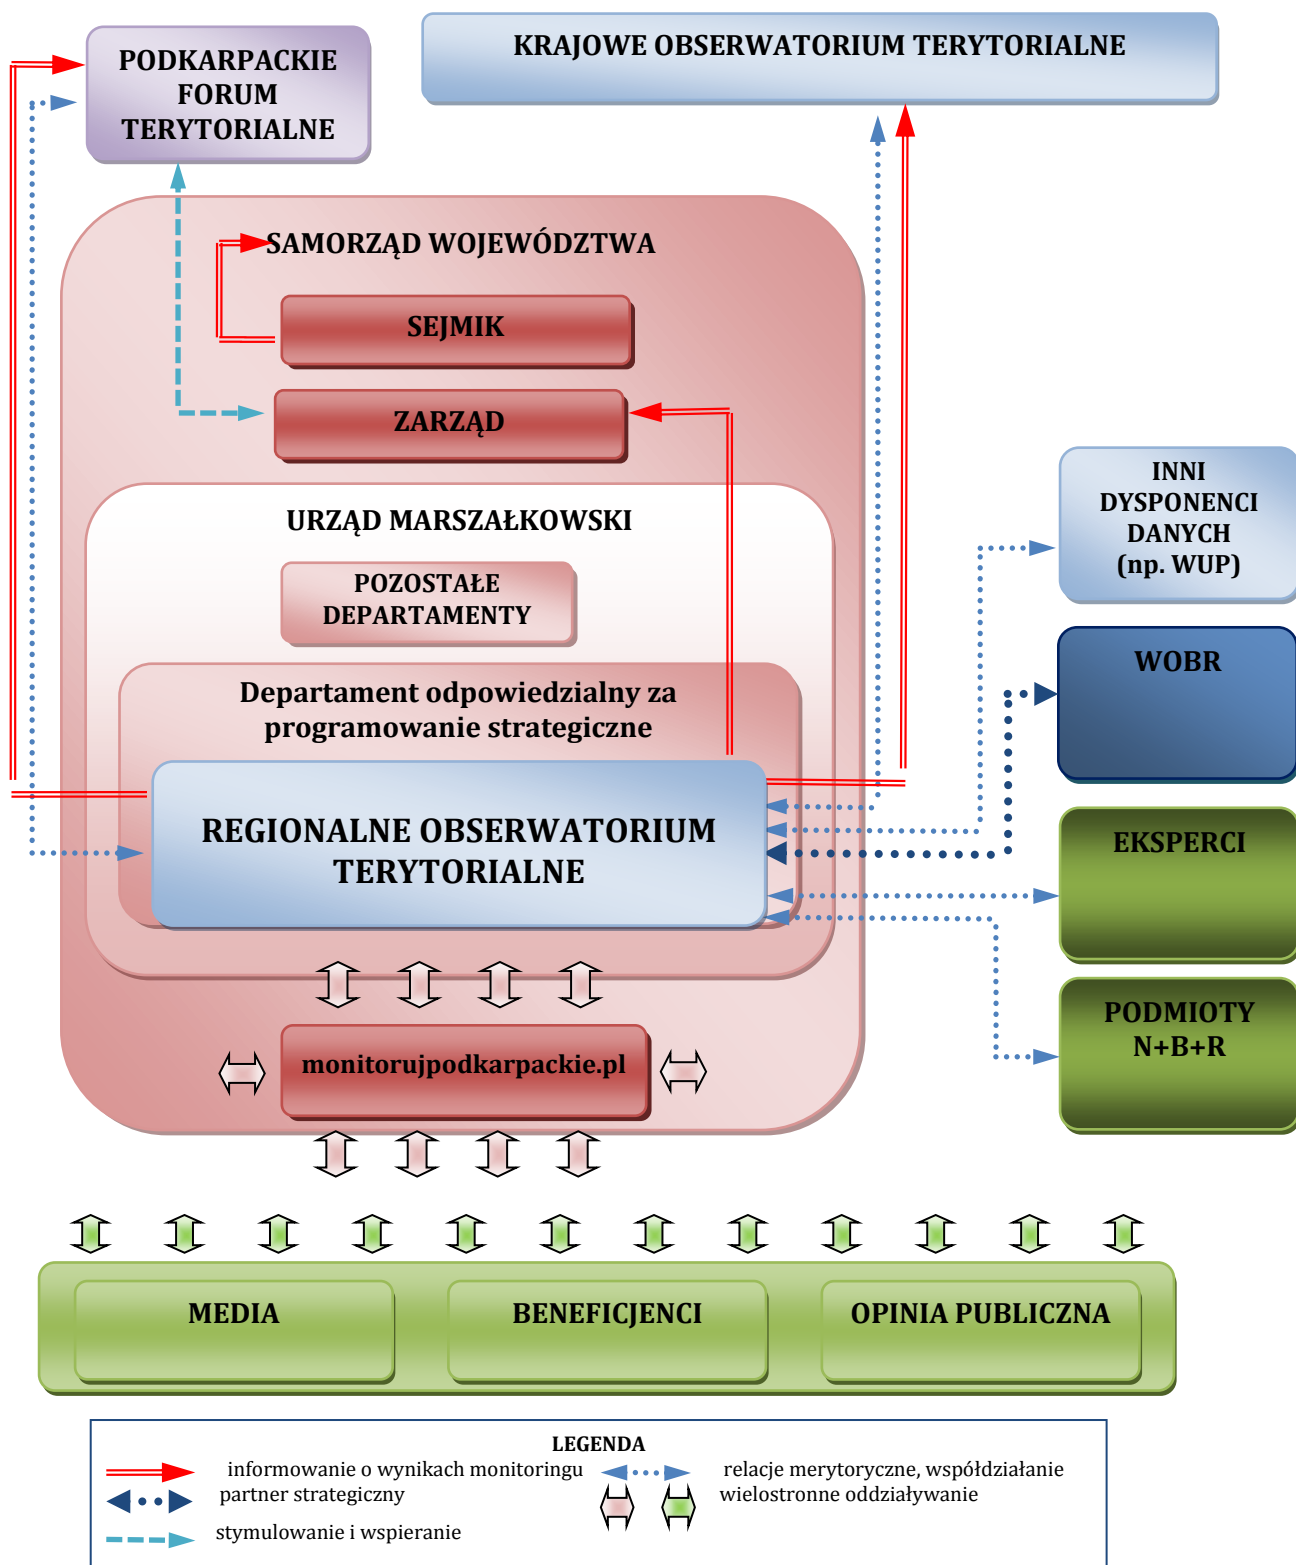 PODKARPACKIE
FORUM
TERYTORIALNE
KRAJOWE OBSERWATORIUM TERYTORIALNE
SAMORZĄD WOJEWÓDZTWA
SEJMIK
ZARZĄD
URZĄD MARSZAŁKOWSKI
POZOSTAŁE
DEPARTAMENTY
Departament odpowiedzialny za
programowanie strategiczne
REGIONALNE OBSERWATORIUM
TERYTORIALNE
INNI
DYSPONENCI
DANYCH
(np. WUP)
WOBR
EKSPERCI
PODMIOTY
N+B+R
monitorujpodkarpackie.pl
MEDIA
BENEFICJENCI
OPINIA PUBLICZNA
LEGENDA
informowanie o wynikach monitoringu
relacje merytoryczne, współdziałanie
partner strategiczny
wielostronne oddziaływanie
stymulowanie i wspieranie